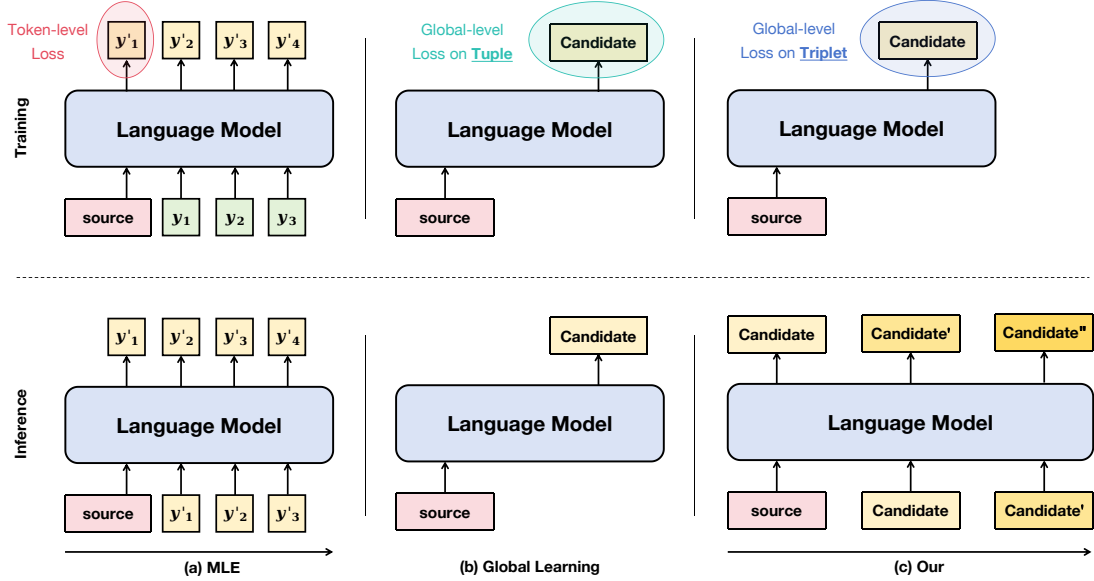 Token-level
Loss
y'1 y'2 y'3 y'4
Language Model
source y1 y2 y3
Training
Global-level
Loss on Tuple
Candidate
Language Model
source
Global-level
Loss on Triplet
Candidate
Language Model
source
Inference
y'1 y'2 y'3 y'4
Language Model
source y'1 y'2 y'3
(a) MLE
Candidate
Language Model
source
(b) Global Learning
Candidate Candidate' Candidate"
Language Model
source Candidate Candidate'
(c) Our